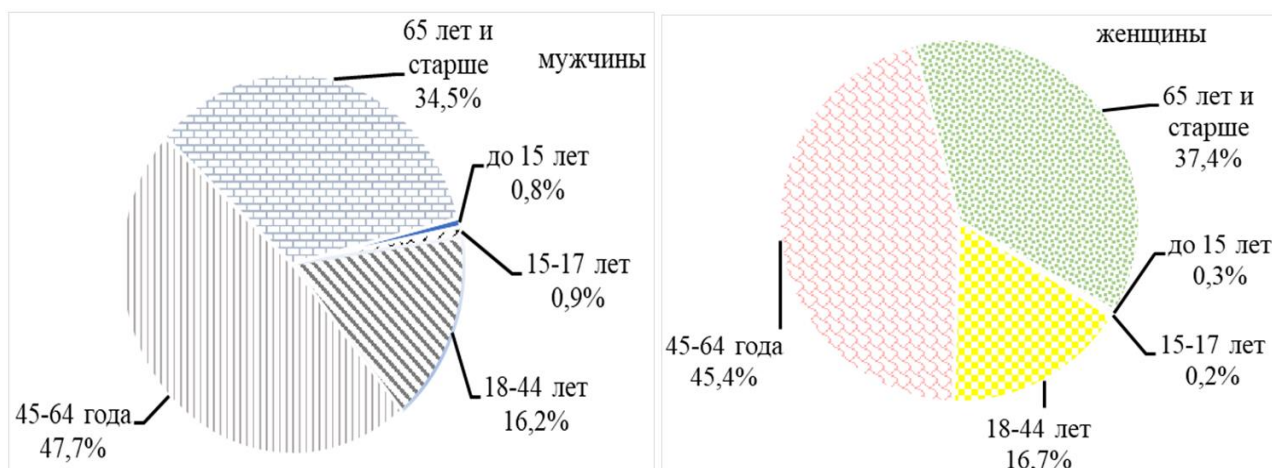 65 лет и
старше
34,5%
мужчины
до 15 лет
0,8%
15-17 лет
0,9%
18-44 лет
16,2%
45-64 года
47,7%
женщины
65 лет и
старше
37,4%
до 15 лет
0,3%
15-17 лет
0,2%
18-44 лет
16,7%
45-64 года
45,4%